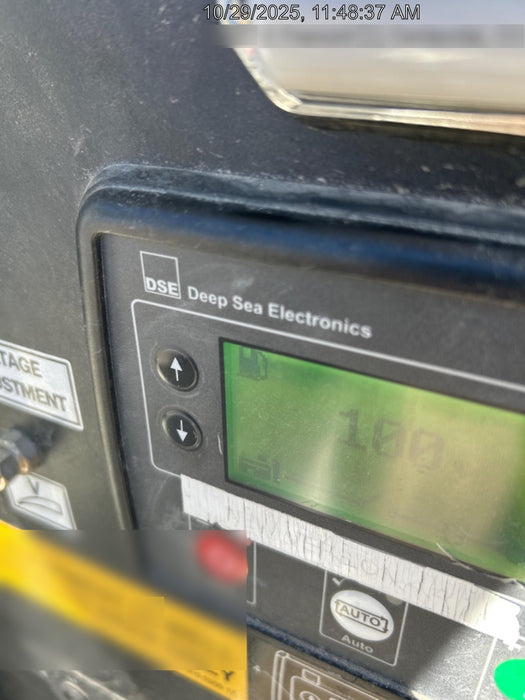 10/29/2025, 11:48:37 AM
DSE Deep Sea Electronics
TAGE
USTMENT
100
V
AUTO
Auto